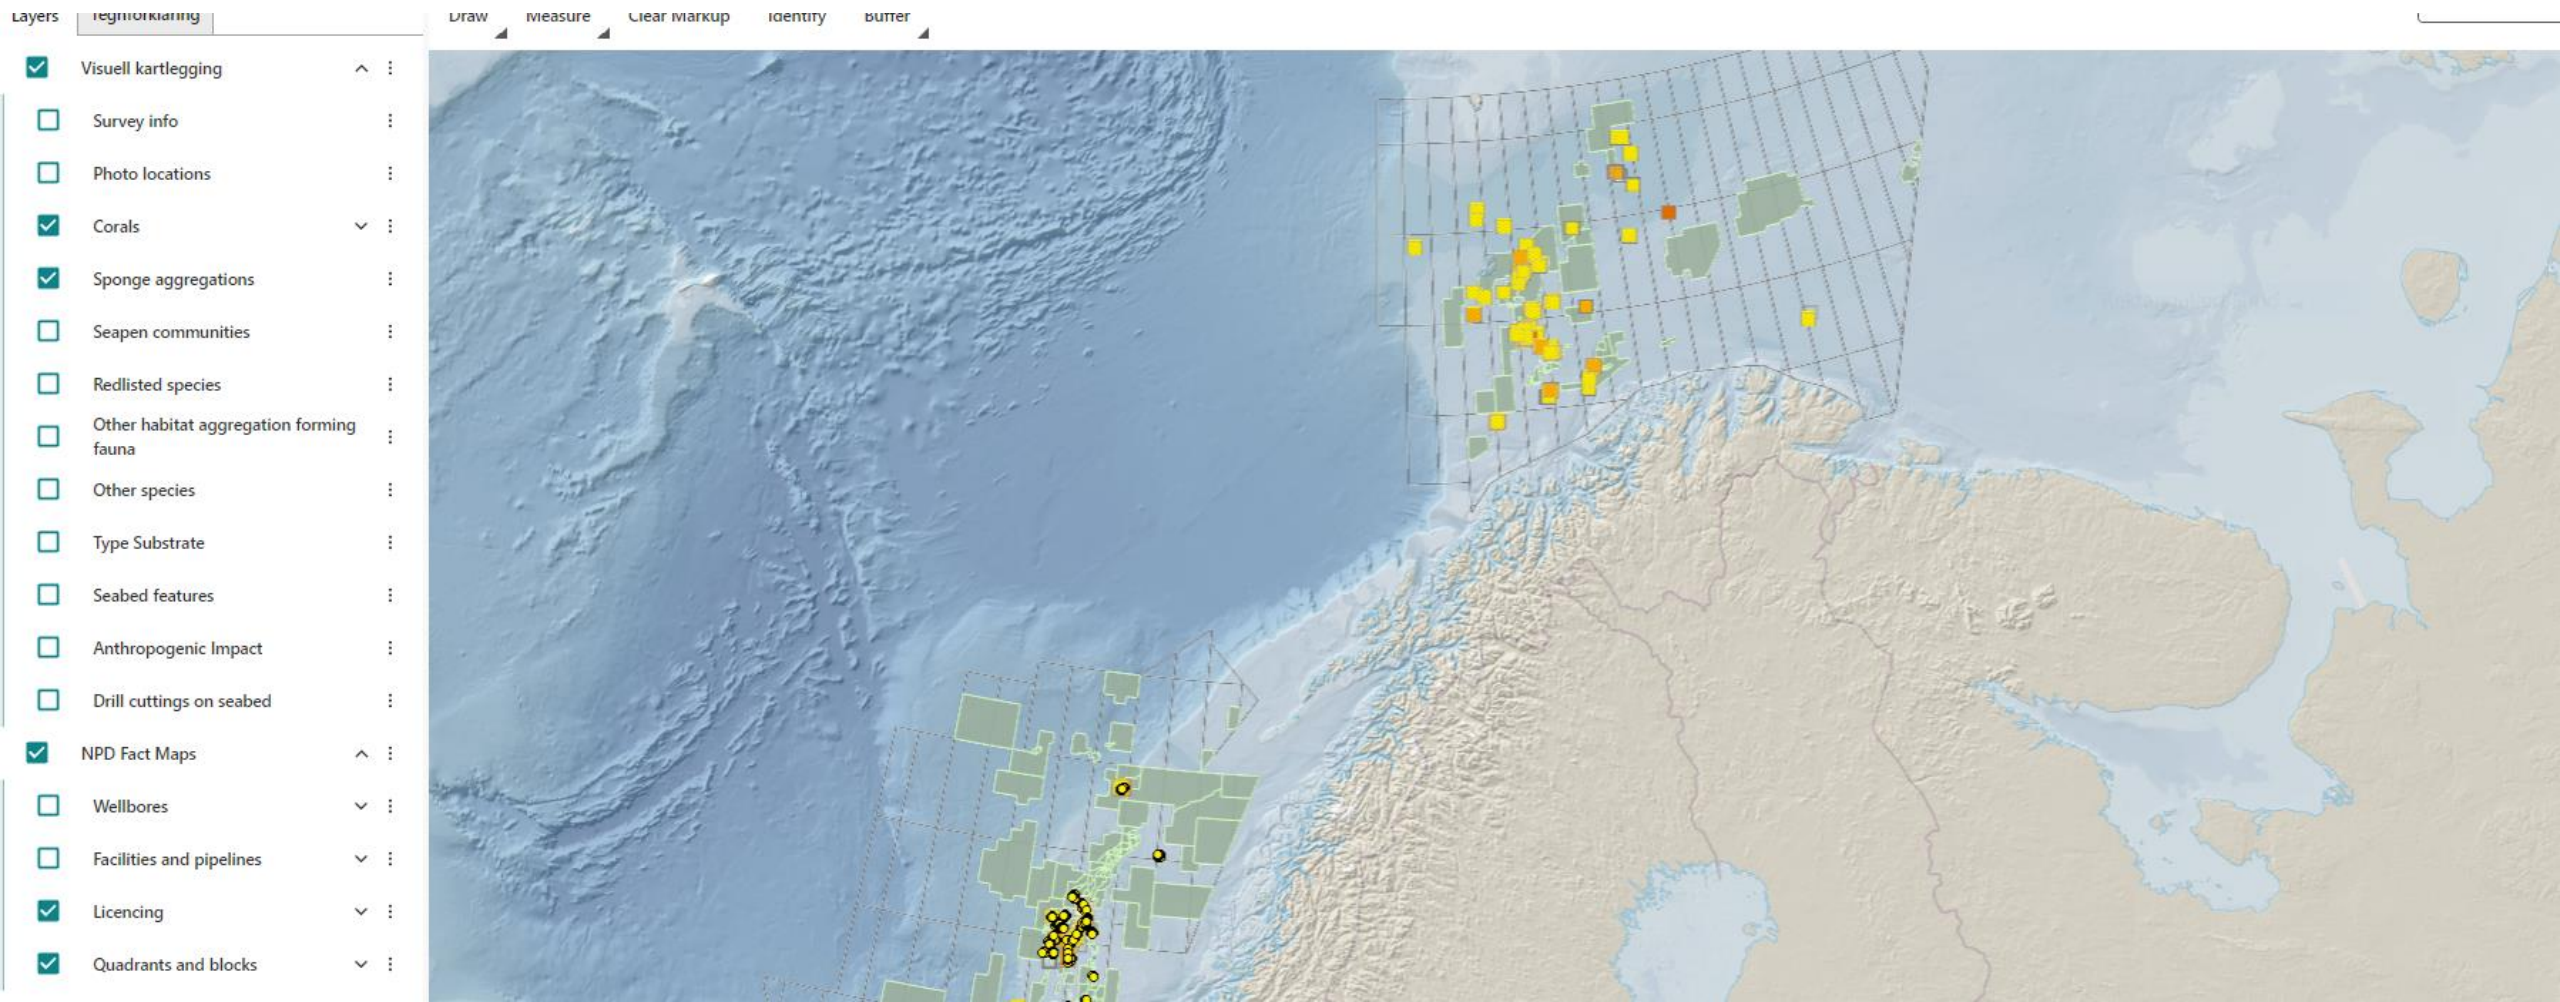 Layers Tegnforklaring
Draw Measure Clear Markup Identify Buffer
Visuell kartlegging
Survey info
Photo locations
Corals
Sponge aggregations
Seapen communities
Redlisted species
Other habitat aggregation forming
fauna
Other species
Type Substrate
Seabed features
Anthropogenic Impact
Drill cuttings on seabed
NPD Fact Maps
Wellbores
Facilities and pipelines
Licencing
Quadrants and blocks